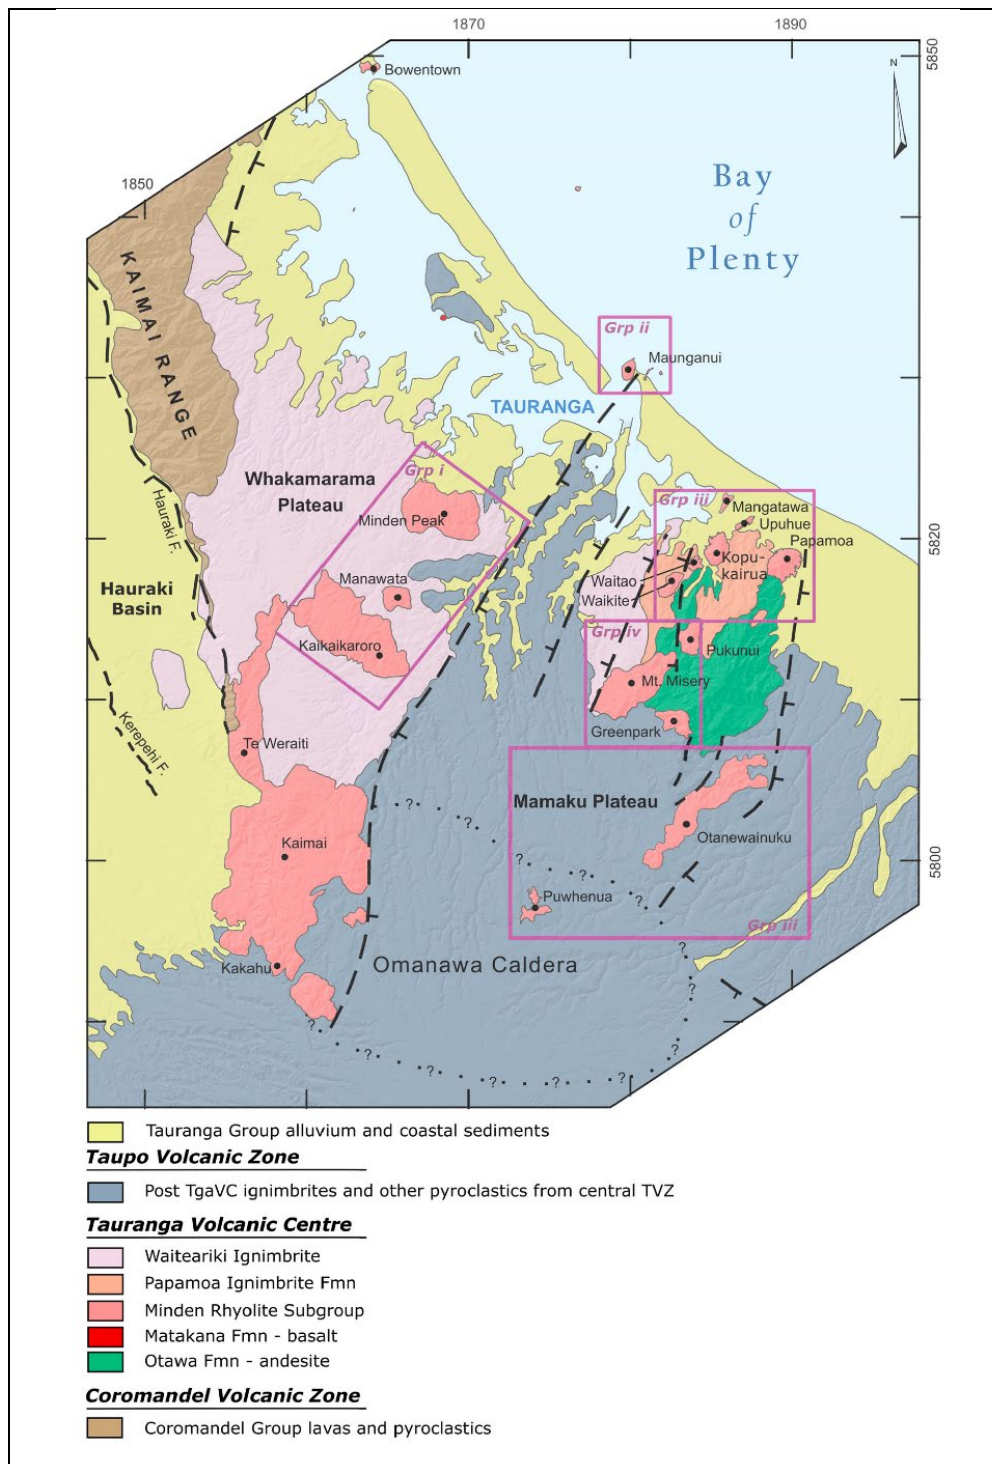 1870
1890
5850
Bowentown
N
1850
Bay
of
Plenty
KAIMAI RANGE
Grp ii
Maunganui
TAURANGA
Whakamarama
Plateau
Grp i
Minden Peak
Hauraki F.
Grp iii
Mangatawa
Upuhue
Papamoa
5820
Kopu-
kairua
Waitao
Waikite
Hauraki
Basin
Manawata
Kaikaikaroro
Grp iv
Pukunui
Mt. Misery
Greenpark
Kerepehi F.
Te Weraiti
Mamaku Plateau
? ? ? ? ?
Otanewainuku
Kaimai
5800
Puwhenua
Grp iii
Kakahu
Omanawa Caldera
? ? ? ? ? ? ? ?
Tauranga Group alluvium and coastal sediments
Taupo Volcanic Zone
Post TgaVC ignimbrites and other pyroclastics from central TVZ
Tauranga Volcanic Centre
Waiteariki Ignimbrite
Papamoa Ignimbrite Fmn
Minden Rhyolite Subgroup
Matakana Fmn - basalt
Otawa Fmn - andesite
Coromandel Volcanic Zone
Coromandel Group lavas and pyroclastics